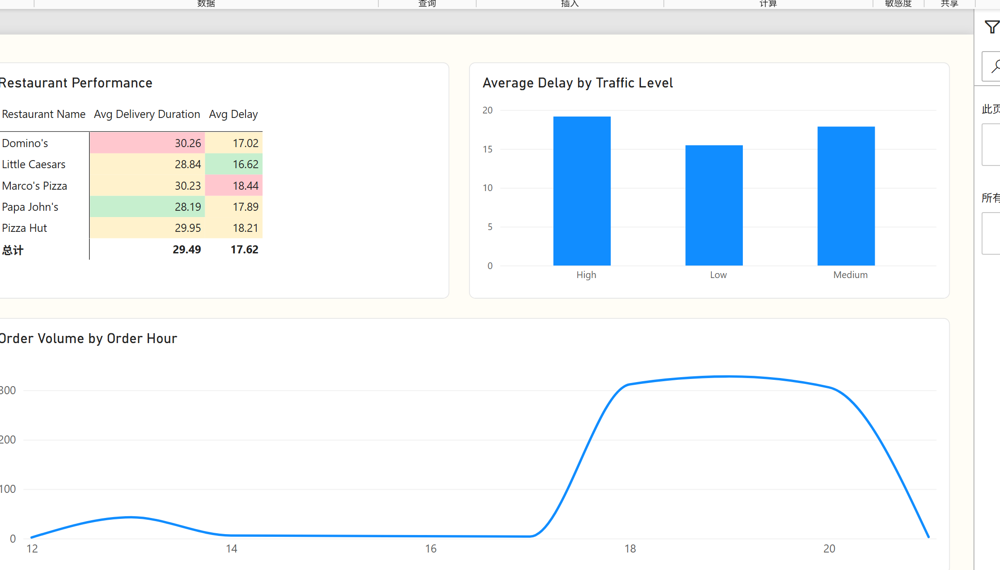 数据 查询 插入 计算 敏感度 共享
Restaurant Performance
Restaurant Name Avg Delivery Duration Avg Delay
Domino's 30.26 17.02
Little Caesars 28.84 16.62
Marco's Pizza 30.23 18.44
Papa John's 28.19 17.89
Pizza Hut 29.95 18.21
总计 29.49 17.62
Average Delay by Traffic Level
20
15
10
5
0
High Low Medium
此页
所有
Order Volume by Order Hour
300
200
100
0
12 14 16 18 20